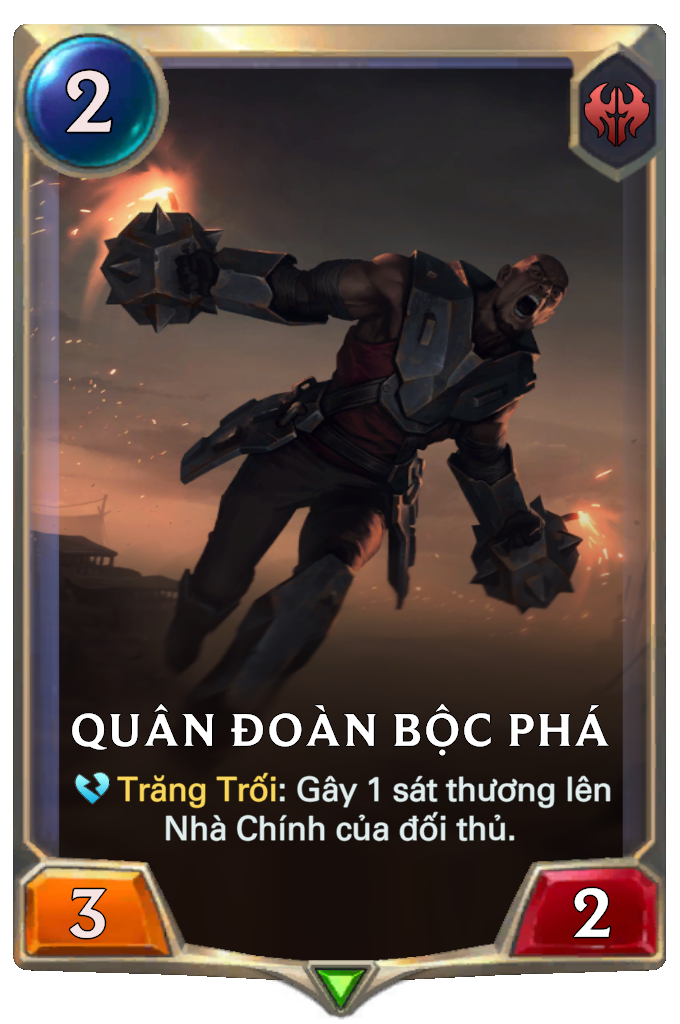 2
QUÂN ĐOÀN BỘC PHÁ
Trăng Trối: Gây 1 sát thương lên
Nhà Chính của đối thủ.
3
2